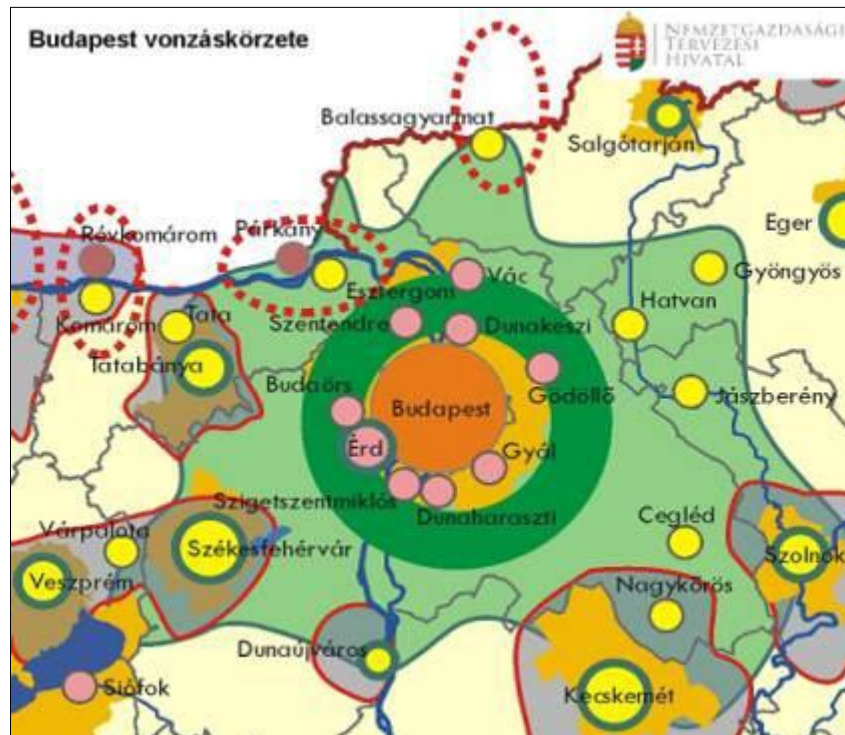 Budapest vonzáskörzete
NEMZETGAZDASÁGI
TERVEZÉSI
HIVATAL
Balassagyarmat
Salgótarján
Eger
Révkomárom
Párkány
Gyöngyös
Vác
Esztergom
Hatvan
Komárom
Tata
Szentendre
Dunakeszi
Tatabánya
Budaörs
Gödöllő
Jászberény
Budapest
Érd
Gyál
Szigetszentmiklós
Dunaharaszti
Cegléd
Várpalota
Székesfehérvár
Szolnok
Veszprém
Nagykőrös
Dunaújváros
Siófok
Kecskemét